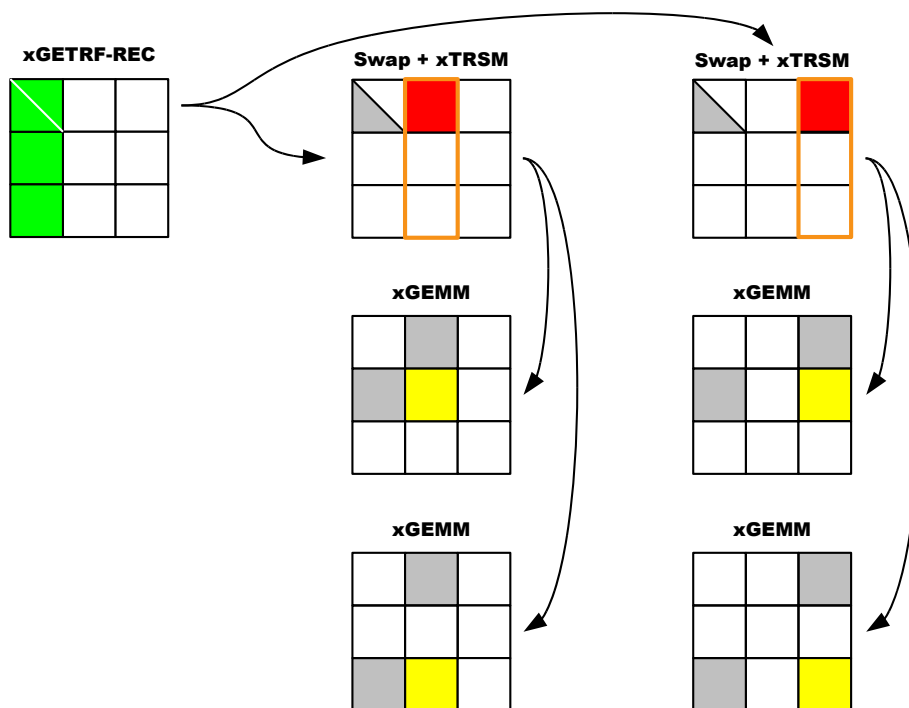 xGETRF-REC
Swap + xTRSM
Swap + xTRSM
xGEMM
xGEMM
xGEMM
xGEMM